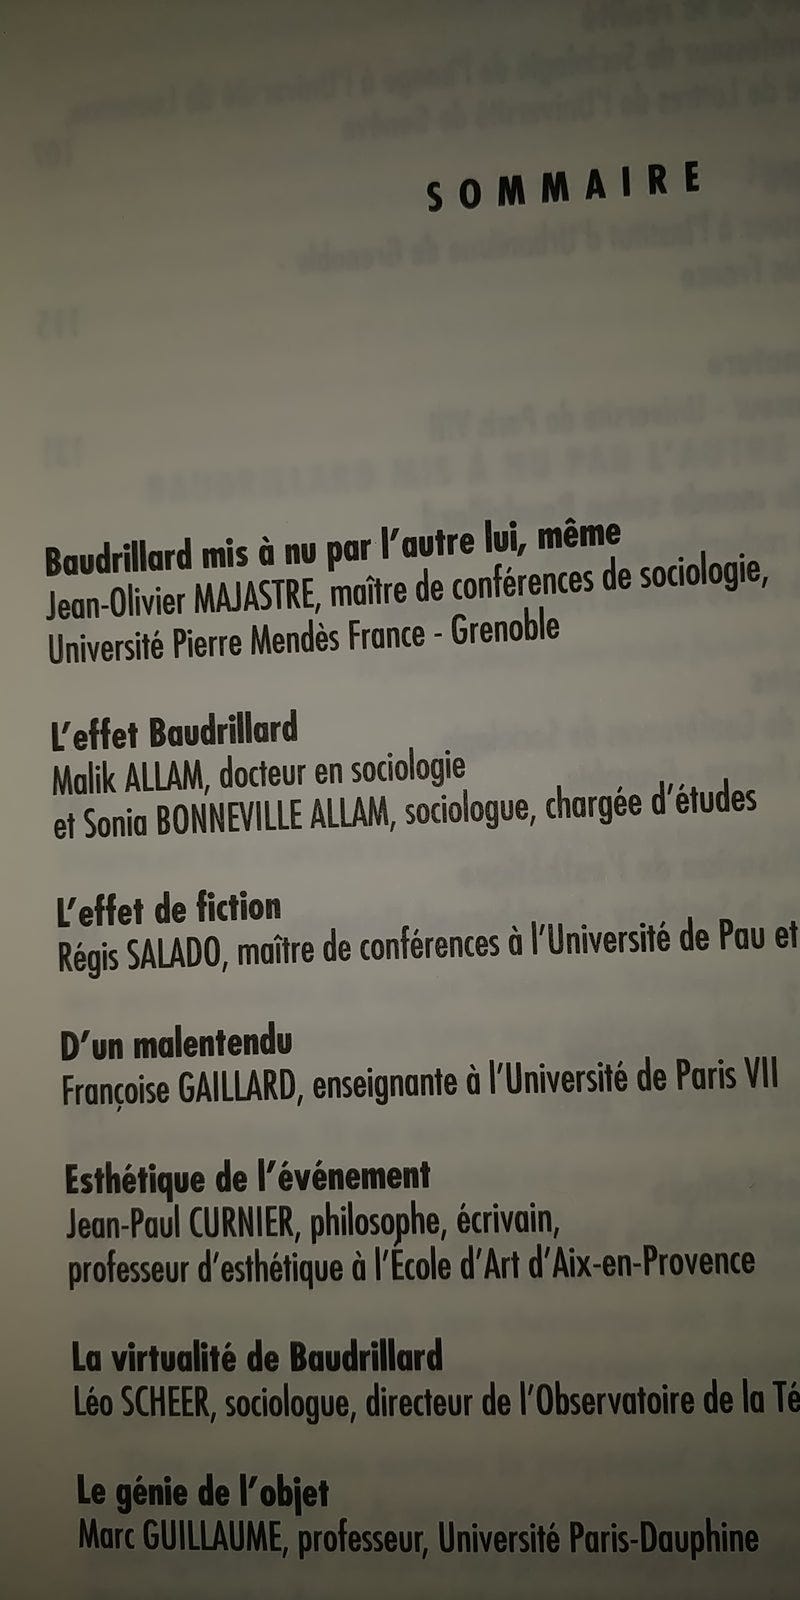 SOMMAIRE
Baudrillard mis à nu par l'autre lui, même
Jean-Olivier MAJASTRE, maître de conférences de sociologie,
Université Pierre Mendès France - Grenoble
L'effet Baudrillard
Malik ALLAM, docteur en sociologie
et Sonia BONNEVILLE ALLAM, sociologue, chargée d'études
L'effet de fiction
Régis SALADO, maître de conférences à l'Université de Pau et
D'un malentendu
Françoise GAILLARD, enseignante à l'Université de Paris VII
Esthétique de l'événement
Jean-Paul CURNIER, philosophe, écrivain,
professeur d'esthétique à l'École d'Art d'Aix-en-Provence
La virtualité de Baudrillard
Léo SCHEER, sociologue, directeur de l'Observatoire de la Té
Le génie de l'objet
Marc GUILLAUME, professeur, Université Paris-Dauphine